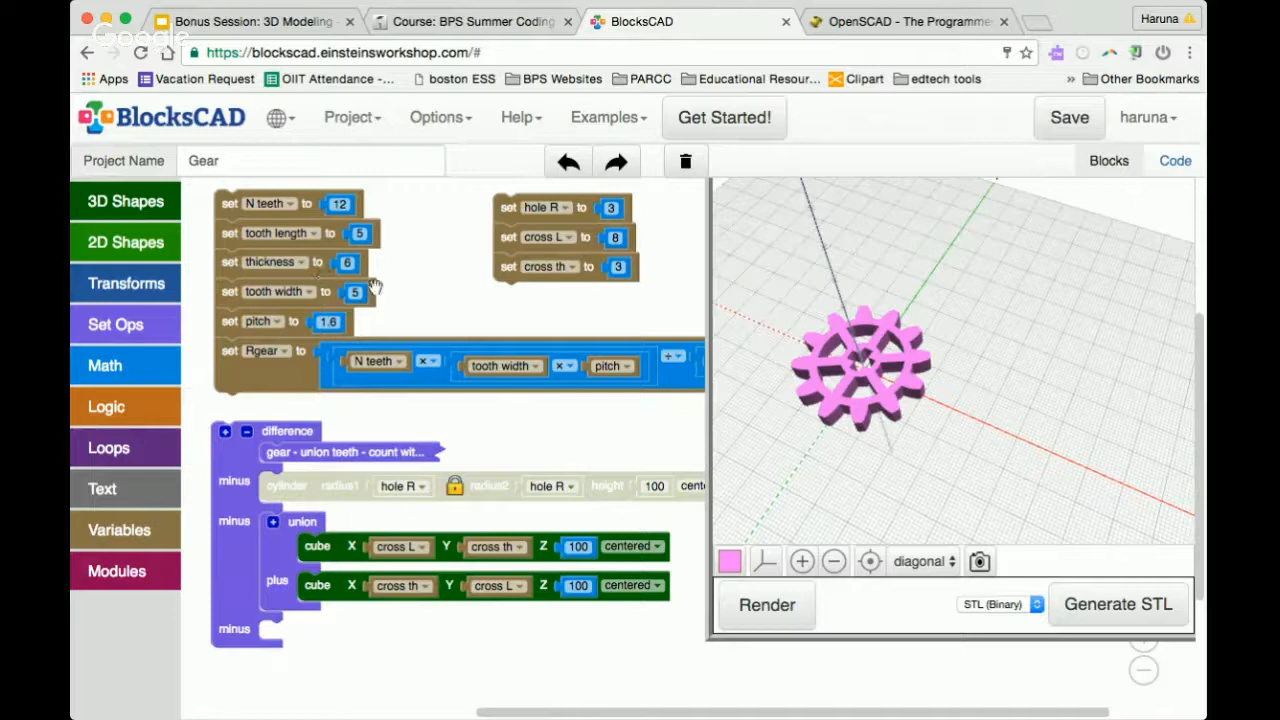 Bonus Session: 3D Modeling -
Course: BPS Summer Coding
BlocksCAD
OpenSCAD - The Programme
Haruna
Google
https://blockscad.einsteinsworkshop.com/#
Apps
Vacation Request
OIIT Attendance -...
boston ESS
BPS Websites
PARCC
Educational Resour...
Clipart
edtech tools
»
Other Bookmarks
BlocksCAD
Project
Options
Help
Examples
Get Started!
Save
haruna
Project Name
Gear
Blocks
Code
3D Shapes
2D Shapes
Transforms
Set Ops
Math
Logic
Loops
Text
Variables
Modules
set N teeth to 12
set tooth length to 5
set thickness to 6
set tooth width to 5
set pitch to 1.6
set Rgear to N teeth × tooth width × pitch ÷
set hole R to 3
set cross L to 8
set cross th to 3
+ - difference
gear - union teeth - count wit...
minus cylinder radius1 hole R radius2 hole R height 100 cente
minus + union
cube X cross L Y cross th Z 100 centered
plus cube X cross th Y cross L Z 100 centered
minus
diagonal
Render
STL (Binary)
Generate STL